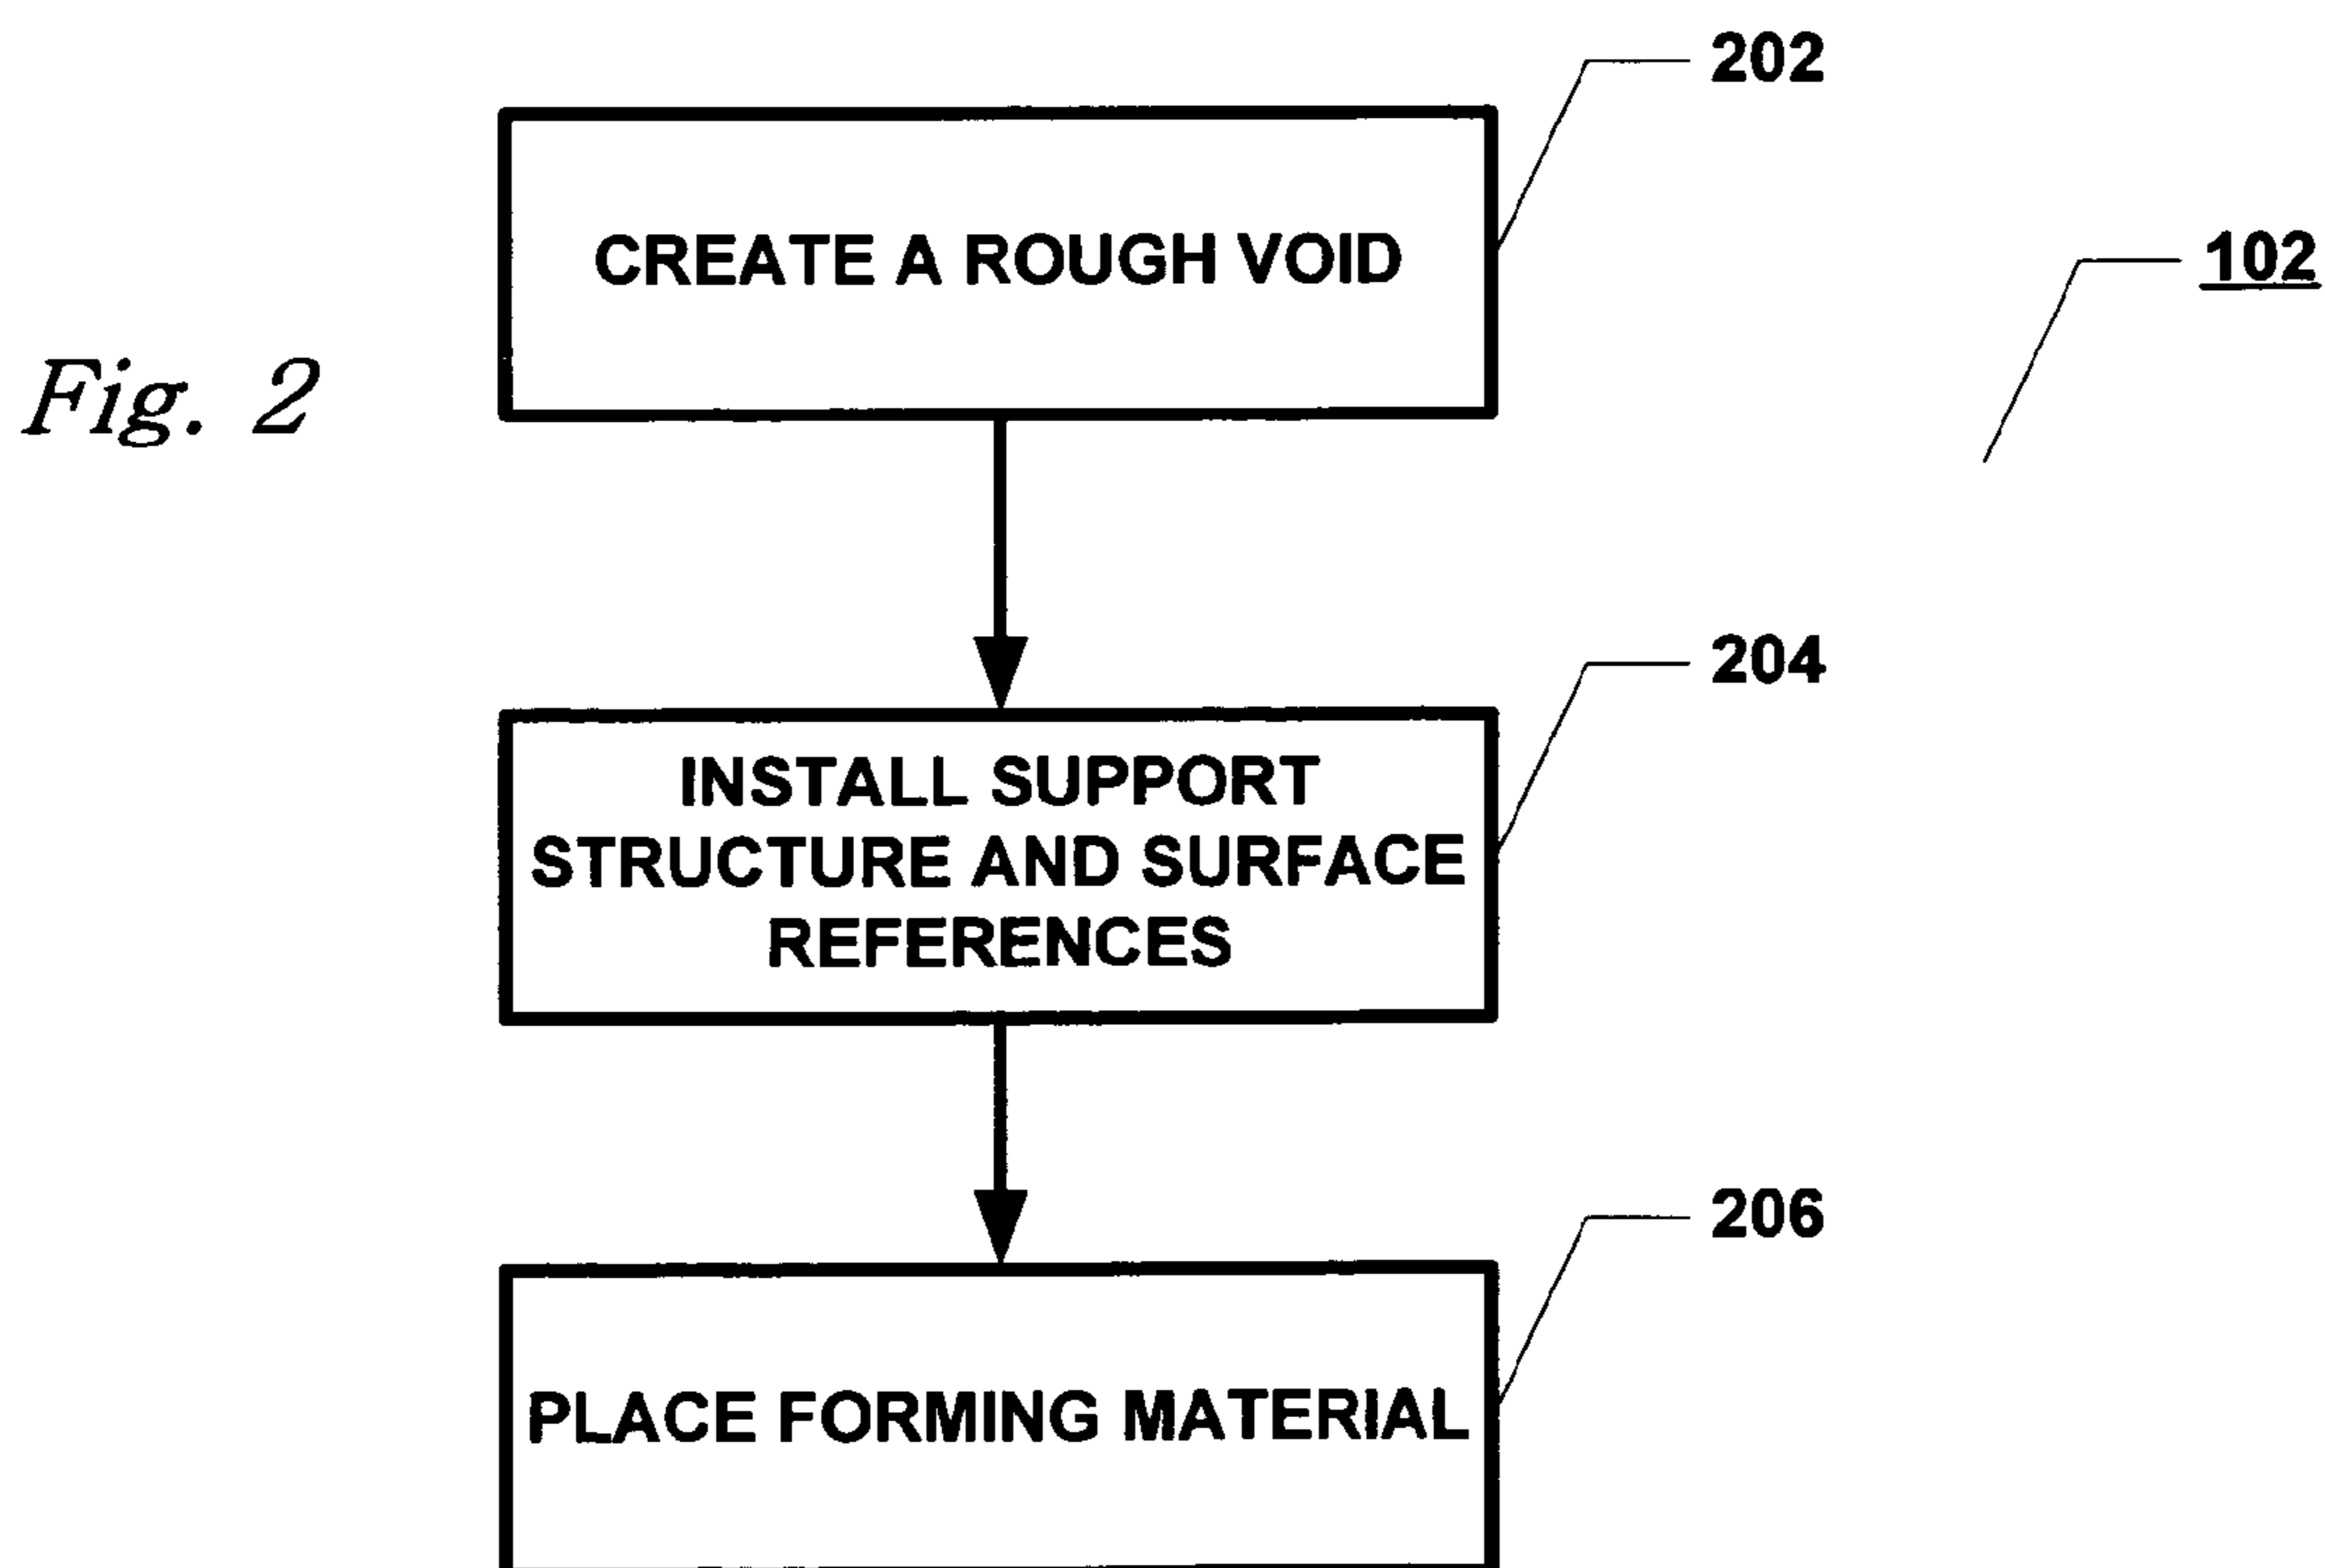 202
CREATE A ROUGH VOID
102
Fig. 2
204
INSTALL SUPPORT
STRUCTURE AND SURFACE
REFERENCES
206
PLACE FORMING MATERIAL